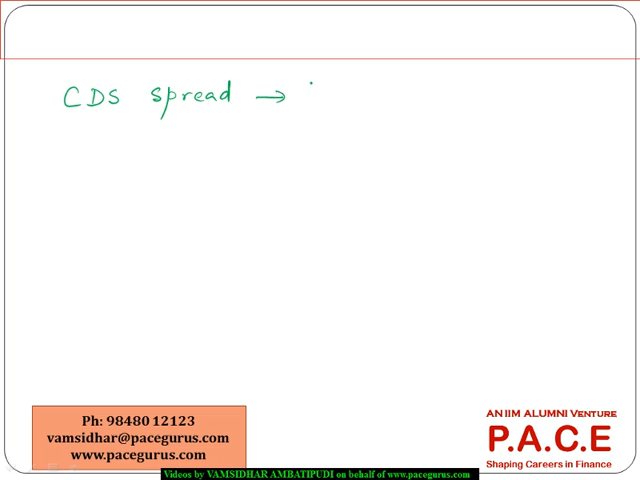 CDS spread →
Ph: 98480 12123
vamsidhar@pacegurus.com
www.pacegurus.com
AN IIM ALUMNI VENTURE
P.A.C.E
Shaping Careers in Finance
Videos by VAMSIDHAR AMBATIPUDI on behalf of www.pacegurus.com